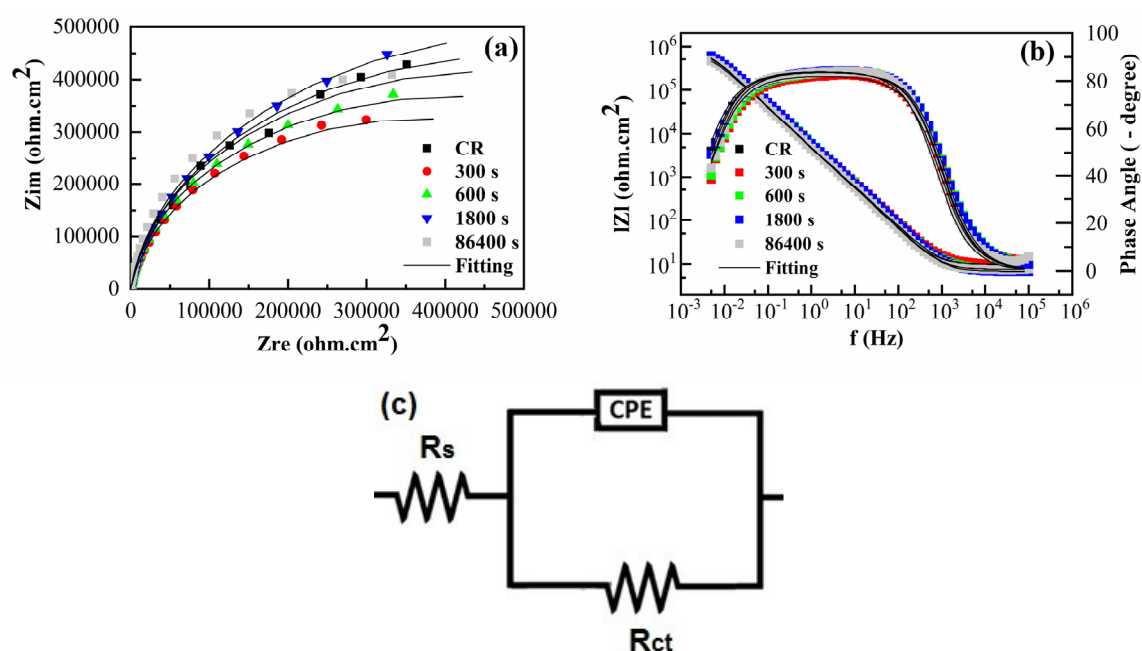 (a)
Zim (ohm.cm2)
500000
400000
300000
200000
100000
0
CR
300 s
600 s
1800 s
86400 s
Fitting
0 100000 200000 300000 400000 500000
Zre (ohm.cm2)
(b)
IZI (ohm.cm2)
10^6
10^5
10^4
10^3
10^2
10^1
CR
300 s
600 s
1800 s
86400 s
Fitting
100
80
60
40
20
0
Phase Angle ( - degree)
10^-3 10^-2 10^-1 10^0 10^1 10^2 10^3 10^4 10^5 10^6
f (Hz)
(c)
CPE
Rs
Rct